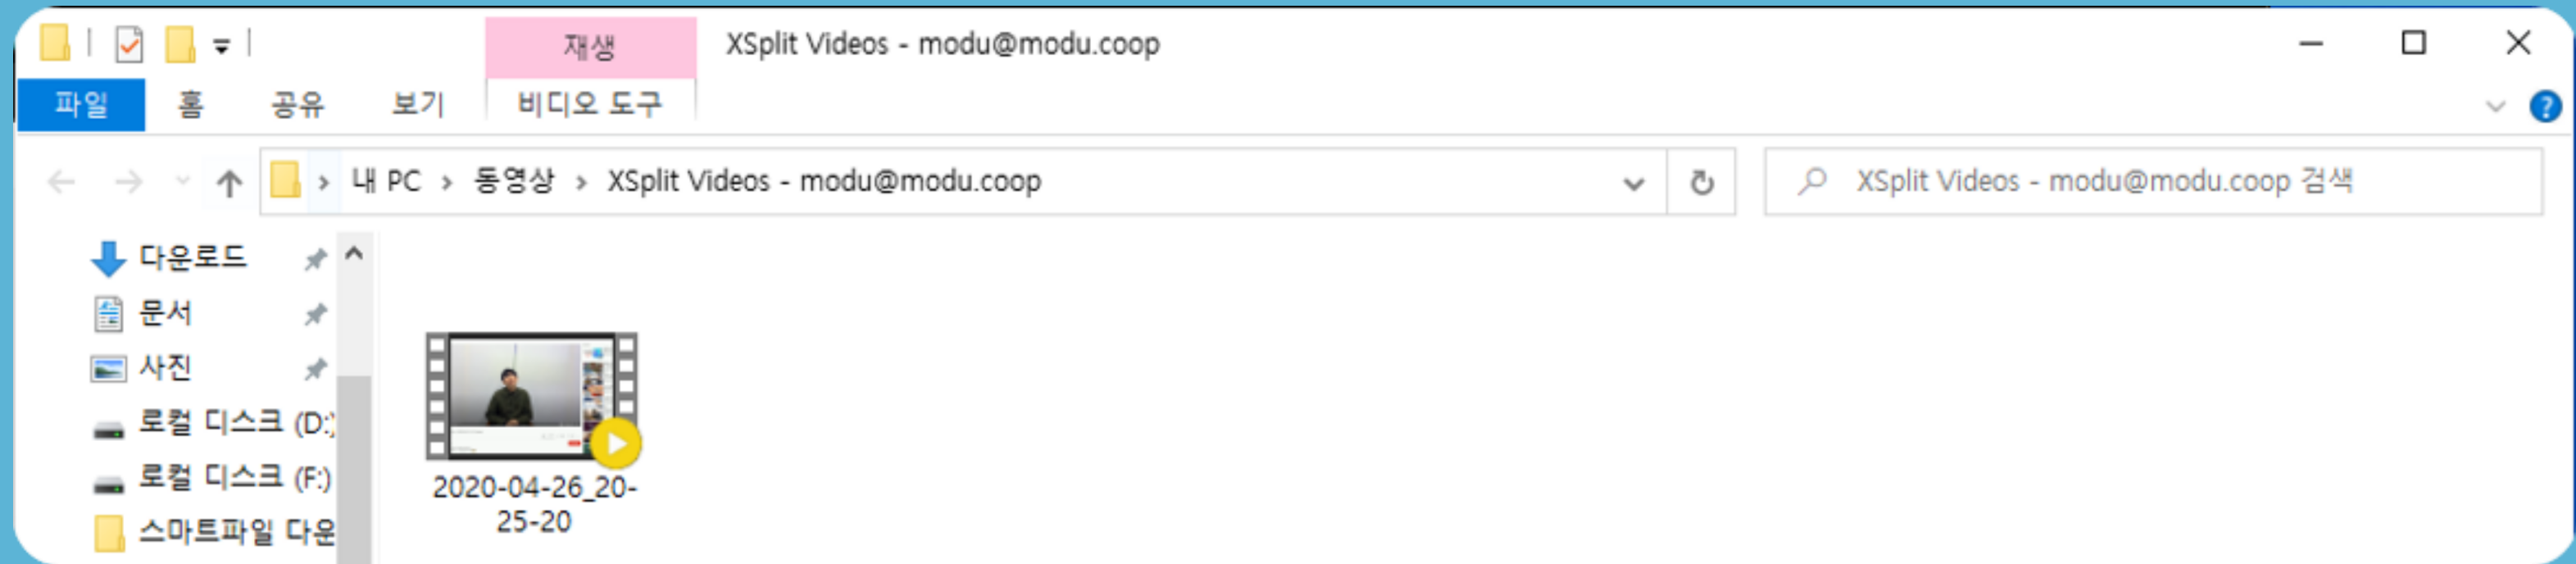 재생
XSplit Videos - modu@modu.coop
파일 홈 공유 보기 비디오 도구
내 PC > 동영상 > XSplit Videos - modu@modu.coop
XSplit Videos - modu@modu.coop 검색
다운로드
문서
사진
로컬 디스크 (D:)
로컬 디스크 (F:)
스마트파일 다운
2020-04-26_20-
25-20